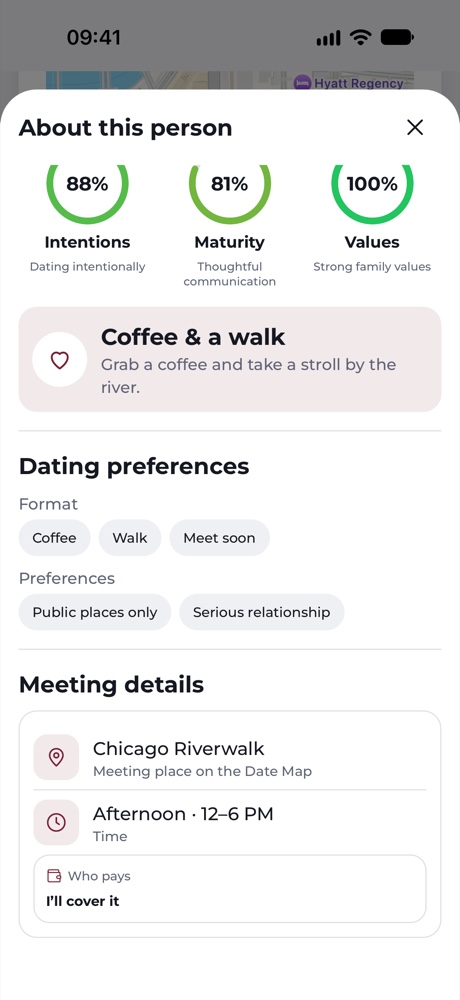 09:41
Hyatt Regency
About this person
88%
81%
100%
Intentions
Maturity
Values
Dating intentionally
Thoughtful
communication
Strong family values
Coffee & a walk
Grab a coffee and take a stroll by the
river.
Dating preferences
Format
Coffee
Walk
Meet soon
Preferences
Public places only
Serious relationship
Meeting details
Chicago Riverwalk
Meeting place on the Date Map
Afternoon · 12–6 PM
Time
Who pays
I’ll cover it